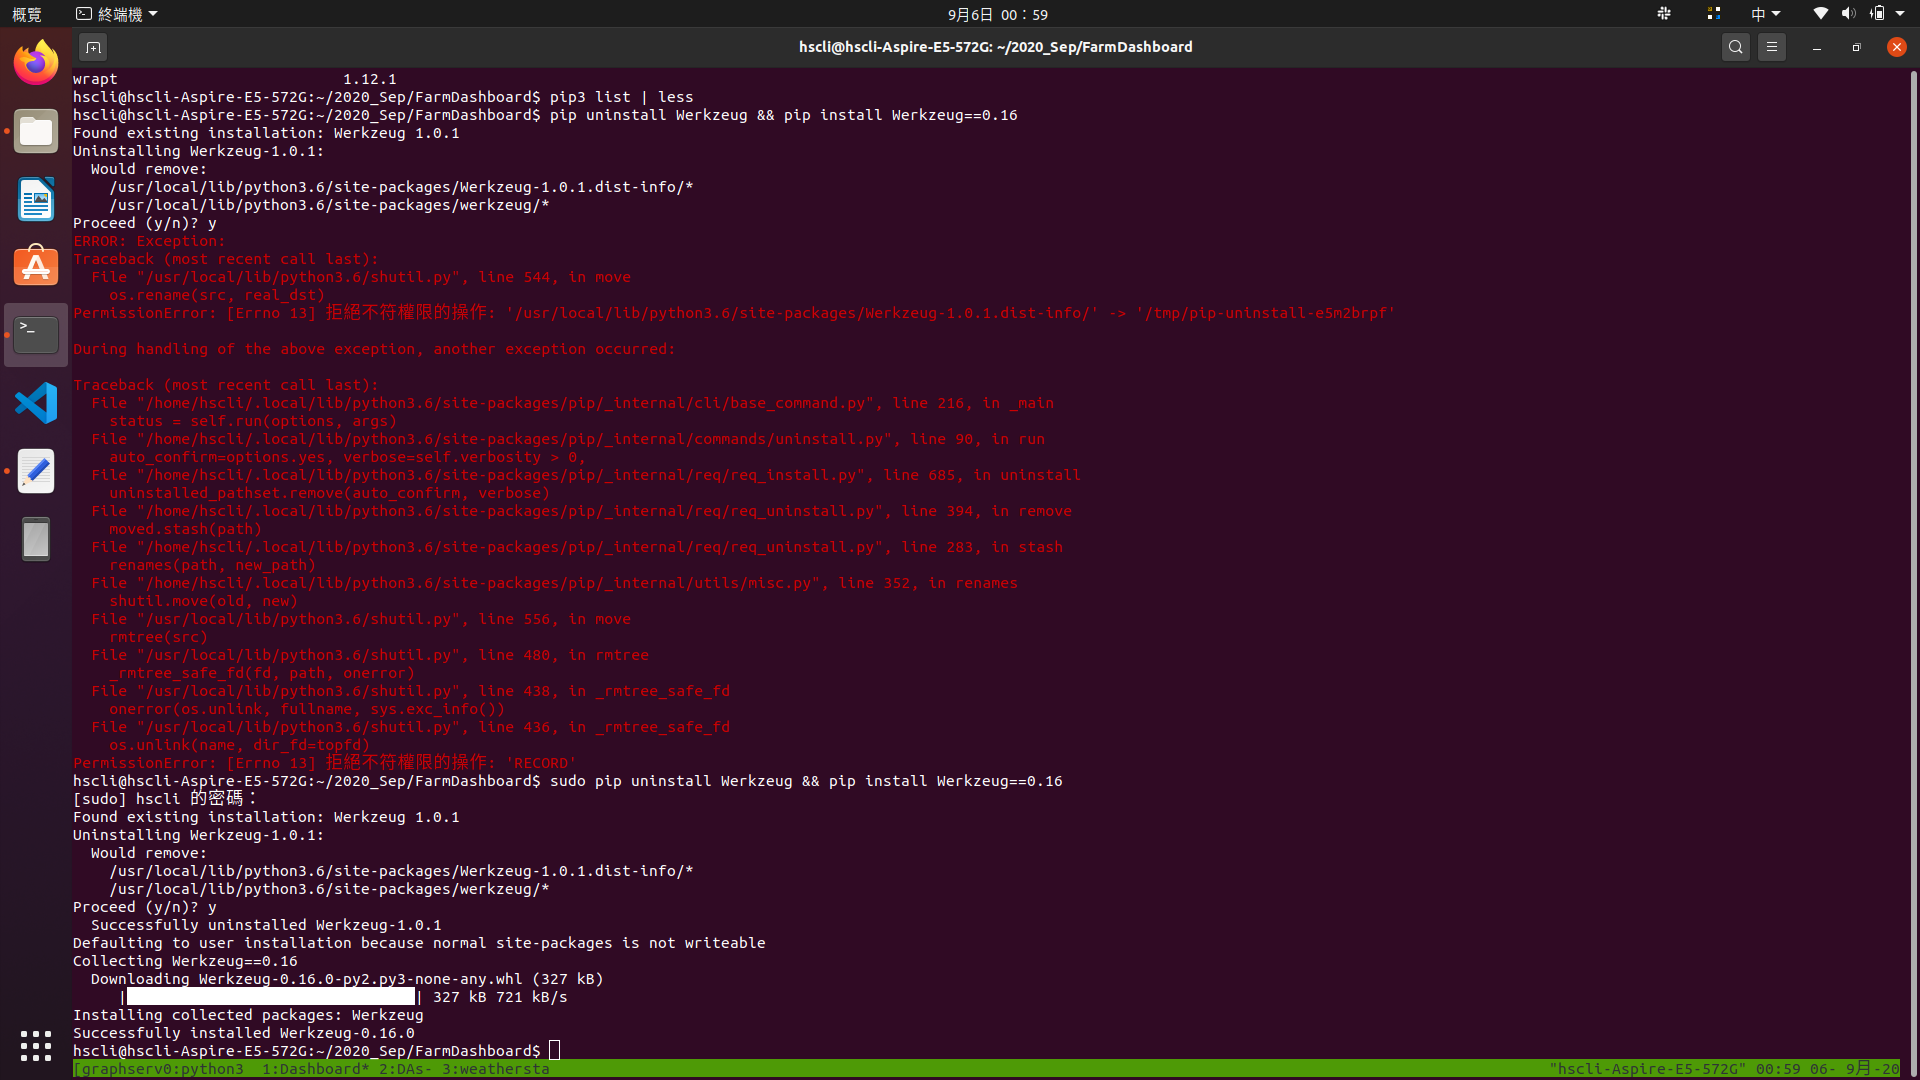 概覽 終端機 9月6日 00：59 中
hscli@hscli-Aspire-E5-572G: ~/2020_Sep/FarmDashboard
wrapt 1.12.1
hscli@hscli-Aspire-E5-572G:~/2020_Sep/FarmDashboard$ pip3 list | less
hscli@hscli-Aspire-E5-572G:~/2020_Sep/FarmDashboard$ pip uninstall Werkzeug && pip install Werkzeug==0.16
Found existing installation: Werkzeug 1.0.1
Uninstalling Werkzeug-1.0.1:
  Would remove:
    /usr/local/lib/python3.6/site-packages/Werkzeug-1.0.1.dist-info/*
    /usr/local/lib/python3.6/site-packages/werkzeug/*
Proceed (y/n)? y
ERROR: Exception:
Traceback (most recent call last):
  File "/usr/local/lib/python3.6/shutil.py", line 544, in move
    os.rename(src, real_dst)
PermissionError: [Errno 13] 拒絕不符權限的操作: '/usr/local/lib/python3.6/site-packages/Werkzeug-1.0.1.dist-info/' -> '/tmp/pip-uninstall-e5m2brpf'
During handling of the above exception, another exception occurred:
Traceback (most recent call last):
  File "/home/hscli/.local/lib/python3.6/site-packages/pip/_internal/cli/base_command.py", line 216, in _main
    status = self.run(options, args)
  File "/home/hscli/.local/lib/python3.6/site-packages/pip/_internal/commands/uninstall.py", line 90, in run
    auto_confirm=options.yes, verbose=self.verbosity > 0,
  File "/home/hscli/.local/lib/python3.6/site-packages/pip/_internal/req/req_install.py", line 685, in uninstall
    uninstalled_pathset.remove(auto_confirm, verbose)
  File "/home/hscli/.local/lib/python3.6/site-packages/pip/_internal/req/req_uninstall.py", line 394, in remove
    moved.stash(path)
  File "/home/hscli/.local/lib/python3.6/site-packages/pip/_internal/req/req_uninstall.py", line 283, in stash
    renames(path, new_path)
  File "/home/hscli/.local/lib/python3.6/site-packages/pip/_internal/utils/misc.py", line 352, in renames
    shutil.move(old, new)
  File "/usr/local/lib/python3.6/shutil.py", line 556, in move
    rmtree(src)
  File "/usr/local/lib/python3.6/shutil.py", line 480, in rmtree
    _rmtree_safe_fd(fd, path, onerror)
  File "/usr/local/lib/python3.6/shutil.py", line 438, in _rmtree_safe_fd
    onerror(os.unlink, fullname, sys.exc_info())
  File "/usr/local/lib/python3.6/shutil.py", line 436, in _rmtree_safe_fd
    os.unlink(name, dir_fd=topfd)
PermissionError: [Errno 13] 拒絕不符權限的操作: 'RECORD'
hscli@hscli-Aspire-E5-572G:~/2020_Sep/FarmDashboard$ sudo pip uninstall Werkzeug && pip install Werkzeug==0.16
[sudo] hscli 的密碼：
Found existing installation: Werkzeug 1.0.1
Uninstalling Werkzeug-1.0.1:
  Would remove:
    /usr/local/lib/python3.6/site-packages/Werkzeug-1.0.1.dist-info/*
    /usr/local/lib/python3.6/site-packages/werkzeug/*
Proceed (y/n)? y
  Successfully uninstalled Werkzeug-1.0.1
Defaulting to user installation because normal site-packages is not writeable
Collecting Werkzeug==0.16
  Downloading Werkzeug-0.16.0-py2.py3-none-any.whl (327 kB)
     |████████████████████████████████| 327 kB 721 kB/s
Installing collected packages: Werkzeug
Successfully installed Werkzeug-0.16.0
hscli@hscli-Aspire-E5-572G:~/2020_Sep/FarmDashboard$
[graphserv0:python3  1:Dashboard* 2:DAs- 3:weathersta "hscli-Aspire-E5-572G" 00:59 06- 9月-20